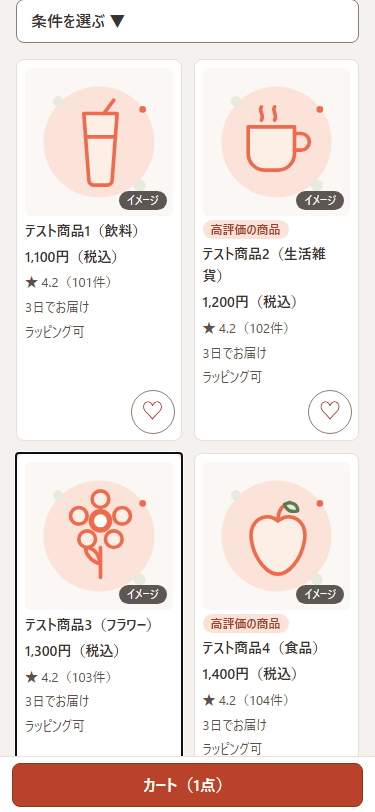 条件を選ぶ ▼
イメージ
テスト商品1（飲料）
1,100円（税込）
★ 4.2（101件）
3日でお届け
ラッピング可
♡
イメージ
高評価の商品
テスト商品2（生活雑
貨）
1,200円（税込）
★ 4.2（102件）
3日でお届け
ラッピング可
♡
イメージ
テスト商品3（フラワー）
1,300円（税込）
★ 4.2（103件）
3日でお届け
ラッピング可
イメージ
高評価の商品
テスト商品4（食品）
1,400円（税込）
★ 4.2（104件）
3日でお届け
ラッピング可
カート（1点）